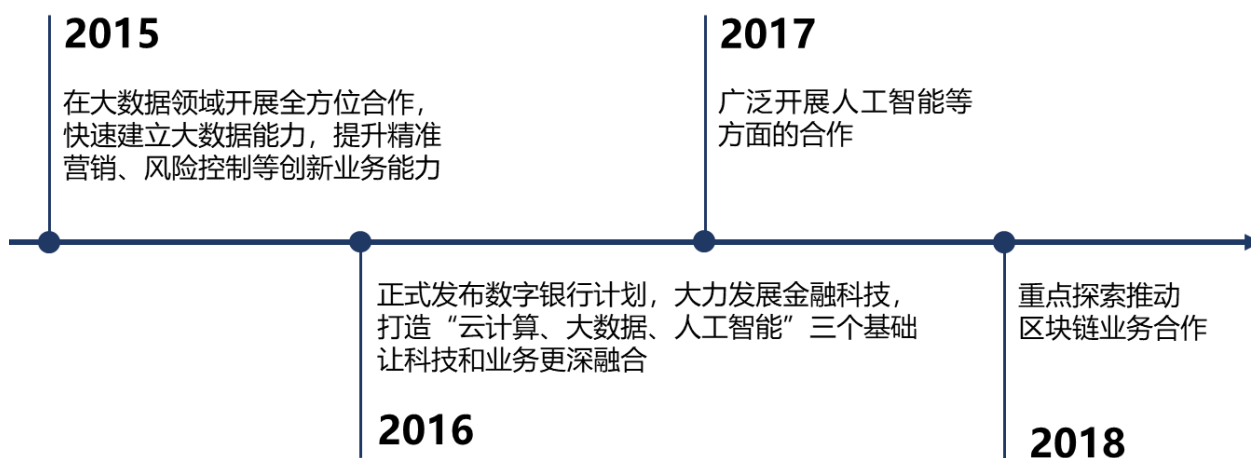 2015
在大数据领域开展全方位合作，
快速建立大数据能力，提升精准
营销、风险控制等创新业务能力
正式发布数字银行计划，大力发展金融科技，
打造“云计算、大数据、人工智能”三个基础
让科技和业务更深融合
2016
2017
广泛开展人工智能等
方面的合作
重点探索推动
区块链业务合作
2018